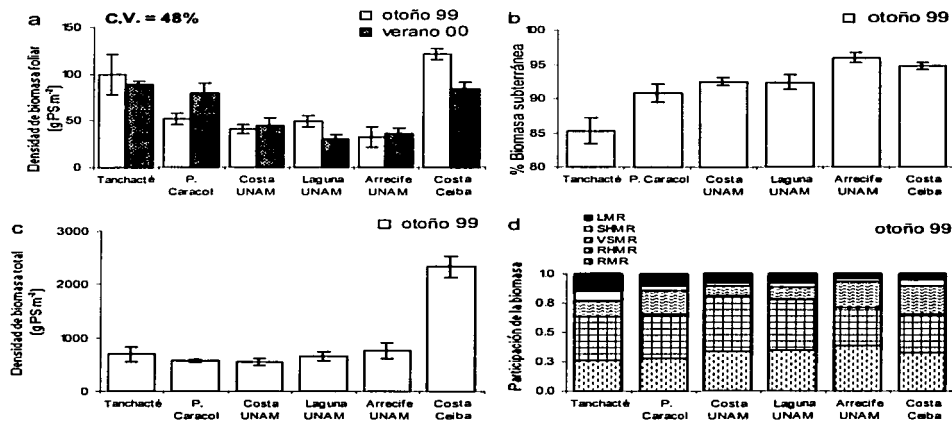 a
C.V. = 48%
otoño 99
verano 00
Densidad de biomasa foliar
(gPS.m⁻²)
150
100
50
0
Tanchacté
P.
Caracol
Costa
UNAM
Laguna
UNAM
Arrecife
UNAM
Costa
Ceiba
b
otoño 99
% Biomasa subterránea
95
91
85
80
Tanchacté
P. Caracol
Costa
UNAM
Laguna
UNAM
Arrecife
UNAM
Costa
Ceiba
c
otoño 99
Densidad de biomasa total
(gPS.m⁻²)
3000
2000
1000
0
Tanchacté
P.
Caracol
Costa
UNAM
Laguna
UNAM
Arrecife
UNAM
Costa
Ceiba
d
LMR
SHMR
VSMR
RHMR
RMR
otoño 99
Participación de la biomasa
1.0
0.8
0.5
0.3
0.0
Tanchacté
P.
Caracol
Costa
UNAM
Laguna
UNAM
Arrecife
UNAM
Costa
Ceiba